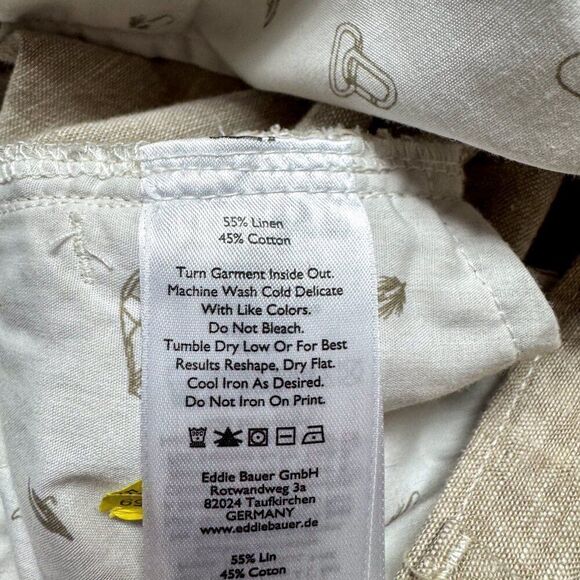 55% Linen
45% Cotton
Turn Garment Inside Out.
Machine Wash Cold Delicate
With Like Colors.
Do Not Bleach.
Tumble Dry Low Or For Best
Results Reshape, Dry Flat.
Cool Iron As Desired.
Do Not Iron On Print.
Eddie Bauer GmbH
Rotwandweg 3a
82024 Taufkirchen
GERMANY
www.eddiebauer.de
55% Lin
45% Coton